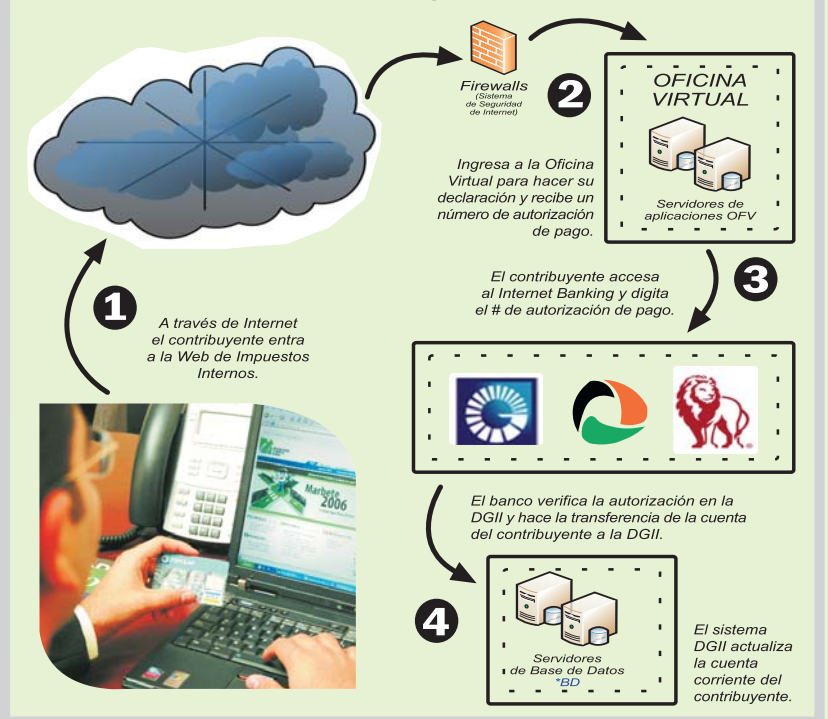 1
A través de Internet
el contribuyente entra
a la Web de Impuestos
Internos.
Marbete
2006
Firewalls
(Sistema
de Seguridad
de Internet)
2
Ingresa a la Oficina
Virtual para hacer su
declaración y recibe un
número de autorización
de pago.
OFICINA
VIRTUAL
Servidores de
aplicaciones OFV
3
El contribuyente accesa
al Internet Banking y digita
el # de autorización de pago.
El banco verifica la autorización en la
DGII y hace la transferencia de la cuenta
del contribuyente a la DGII.
4
Servidores
de Base de Datos
*BD
El sistema
DGII actualiza
la cuenta
corriente del
contribuyente.